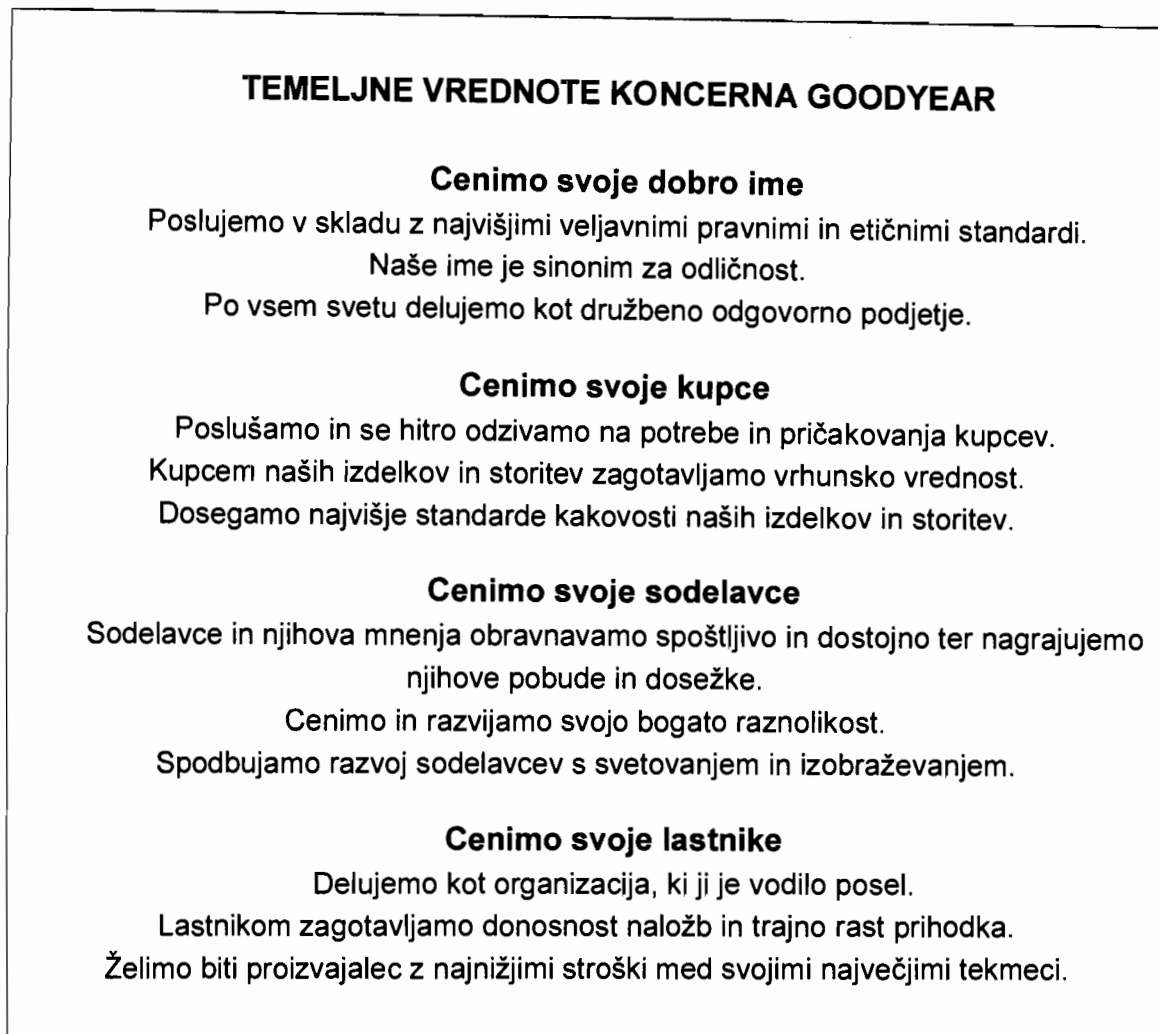 TEMELJNE VREDNOTE KONCERNA GOODYEAR
Cenimo svoje dobro ime
Poslujemo v skladu z najvišjimi veljavnimi pravnimi in etičnimi standardi.
Naše ime je sinonim za odličnost.
Po vsem svetu delujemo kot družbeno odgovorno podjetje.
Cenimo svoje kupce
Poslušamo in se hitro odzivamo na potrebe in pričakovanja kupcev.
Kupcem naših izdelkov in storitev zagotavljamo vrhunsko vrednost.
Dosegamo najvišje standarde kakovosti naših izdelkov in storitev.
Cenimo svoje sodelavce
Sodelavce in njihova mnenja obravnavamo spoštljivo in dostojno ter nagrajujemo
njihove pobude in dosežke.
Cenimo in razvijamo svojo bogato raznolikost.
Spodbujamo razvoj sodelavcev s svetovanjem in izobraževanjem.
Cenimo svoje lastnike
Delujemo kot organizacija, ki ji je vodilo posel.
Lastnikom zagotavljamo donosnost naložb in trajno rast prihodka.
Želimo biti proizvajalec z najnižjimi stroški med svojimi največjimi tekmeci.